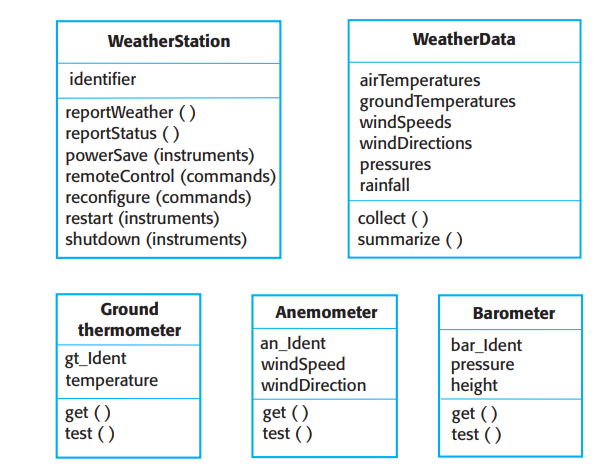 WeatherStation
identifier
reportWeather ( )
reportStatus ( )
powerSave (instruments)
remoteControl (commands)
reconfigure (commands)
restart (instruments)
shutdown (instruments)
WeatherData
airTemperatures
groundTemperatures
windSpeeds
windDirections
pressures
rainfall
collect ( )
summarize ( )
Ground
thermometer
gt_Ident
temperature
get ( )
test ( )
Anemometer
an_Ident
windSpeed
windDirection
get ( )
test ( )
Barometer
bar_Ident
pressure
height
get ( )
test ( )